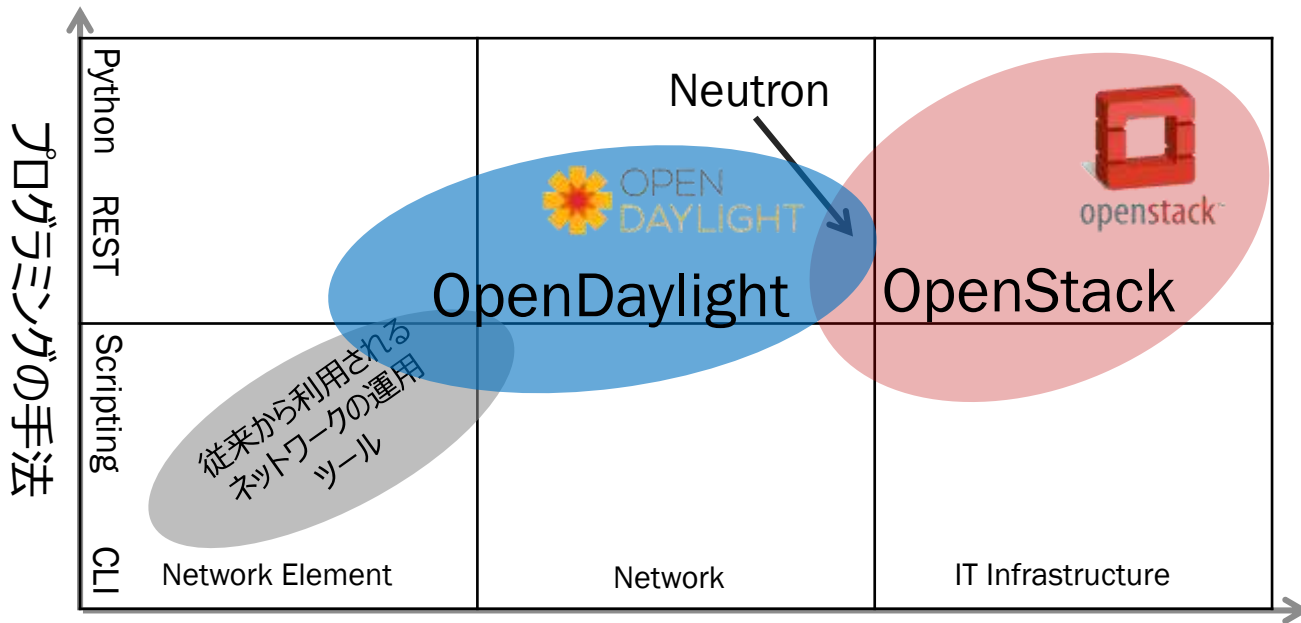 プログラミングの手法
Python
REST
Scripting
CLI
Neutron
OPEN
DAYLIGHT
OpenDaylight
openstack™
OpenStack
従来から利用される
ネットワークの運用
ツール
Network Element
Network
IT Infrastructure